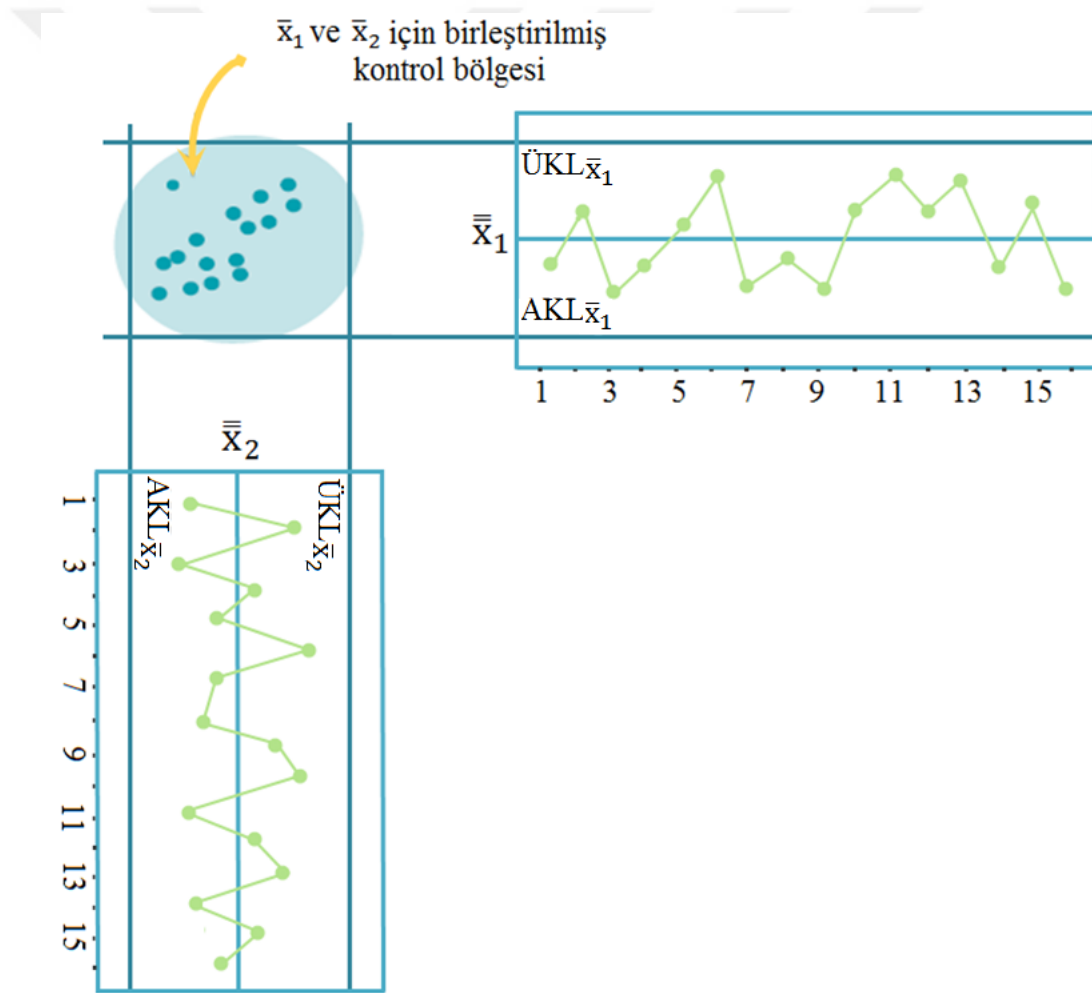 x̄₁ ve x̄₂ için birleştirilmiş
kontrol bölgesi
ÜKLx̄₁
x̿̄₁
AKLx̄₁
1 3 5 7 9 11 13 15
x̿̄₂
AKLx̄₂
ÜKLx̄₂
1
3
5
7
9
11
13
15